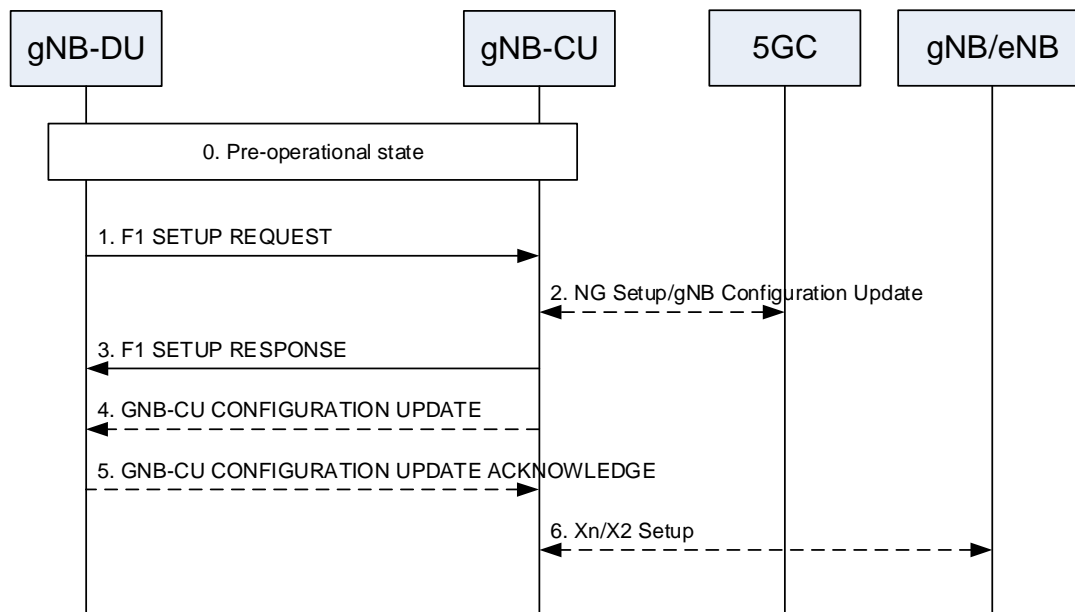 gNB-DU
gNB-CU
5GC
gNB/eNB
0. Pre-operational state
1. F1 SETUP REQUEST
2. NG Setup/gNB Configuration Update
3. F1 SETUP RESPONSE
4. GNB-CU CONFIGURATION UPDATE
5. GNB-CU CONFIGURATION UPDATE ACKNOWLEDGE
6. Xn/X2 Setup